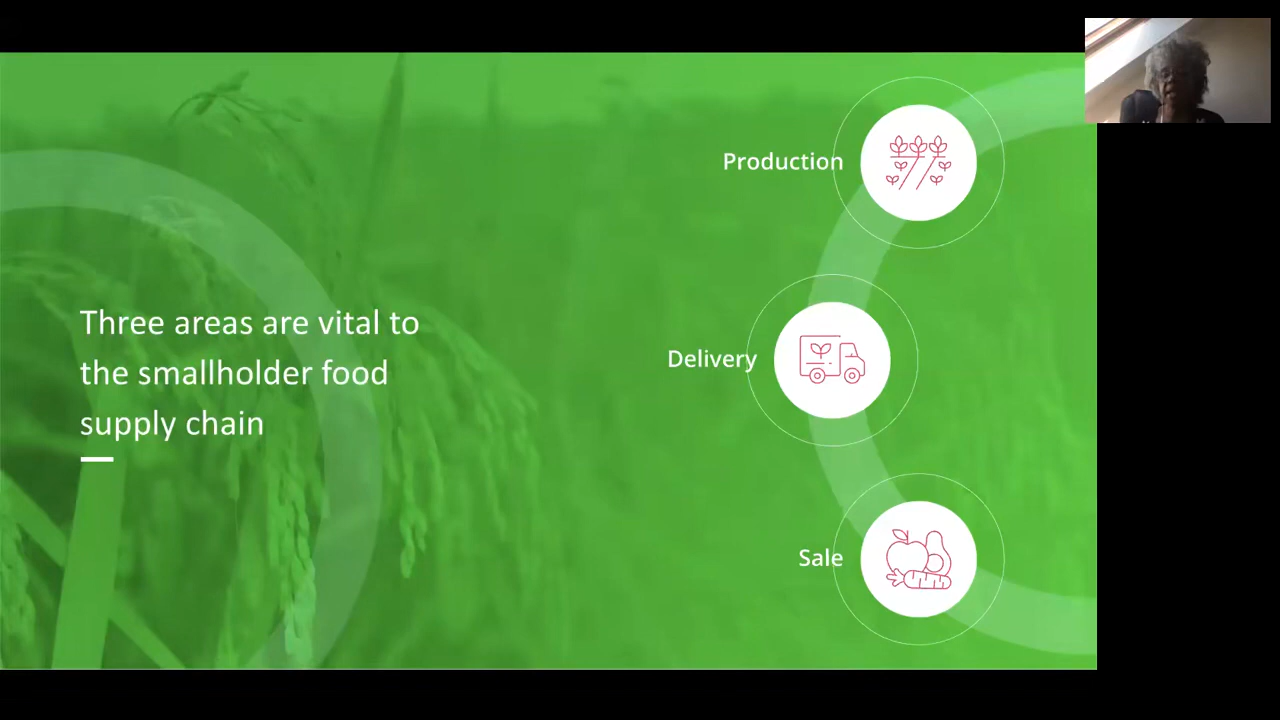 Three areas are vital to
the smallholder food
supply chain
Production
Delivery
Sale